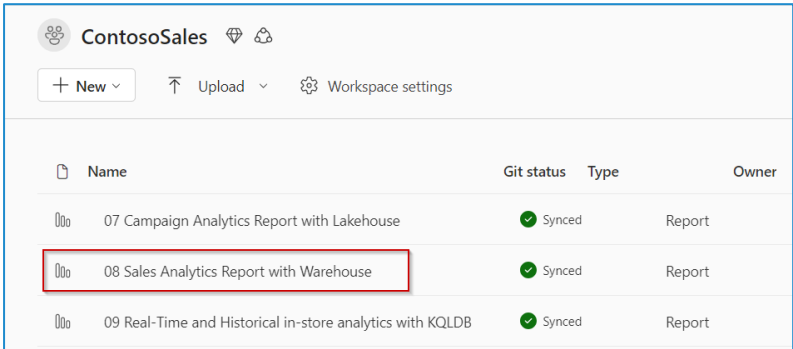 ContosoSales
New Upload Workspace settings
Name Git status Type Owner
07 Campaign Analytics Report with Lakehouse Synced Report
08 Sales Analytics Report with Warehouse Synced Report
09 Real-Time and Historical in-store analytics with KQLDB Synced Report